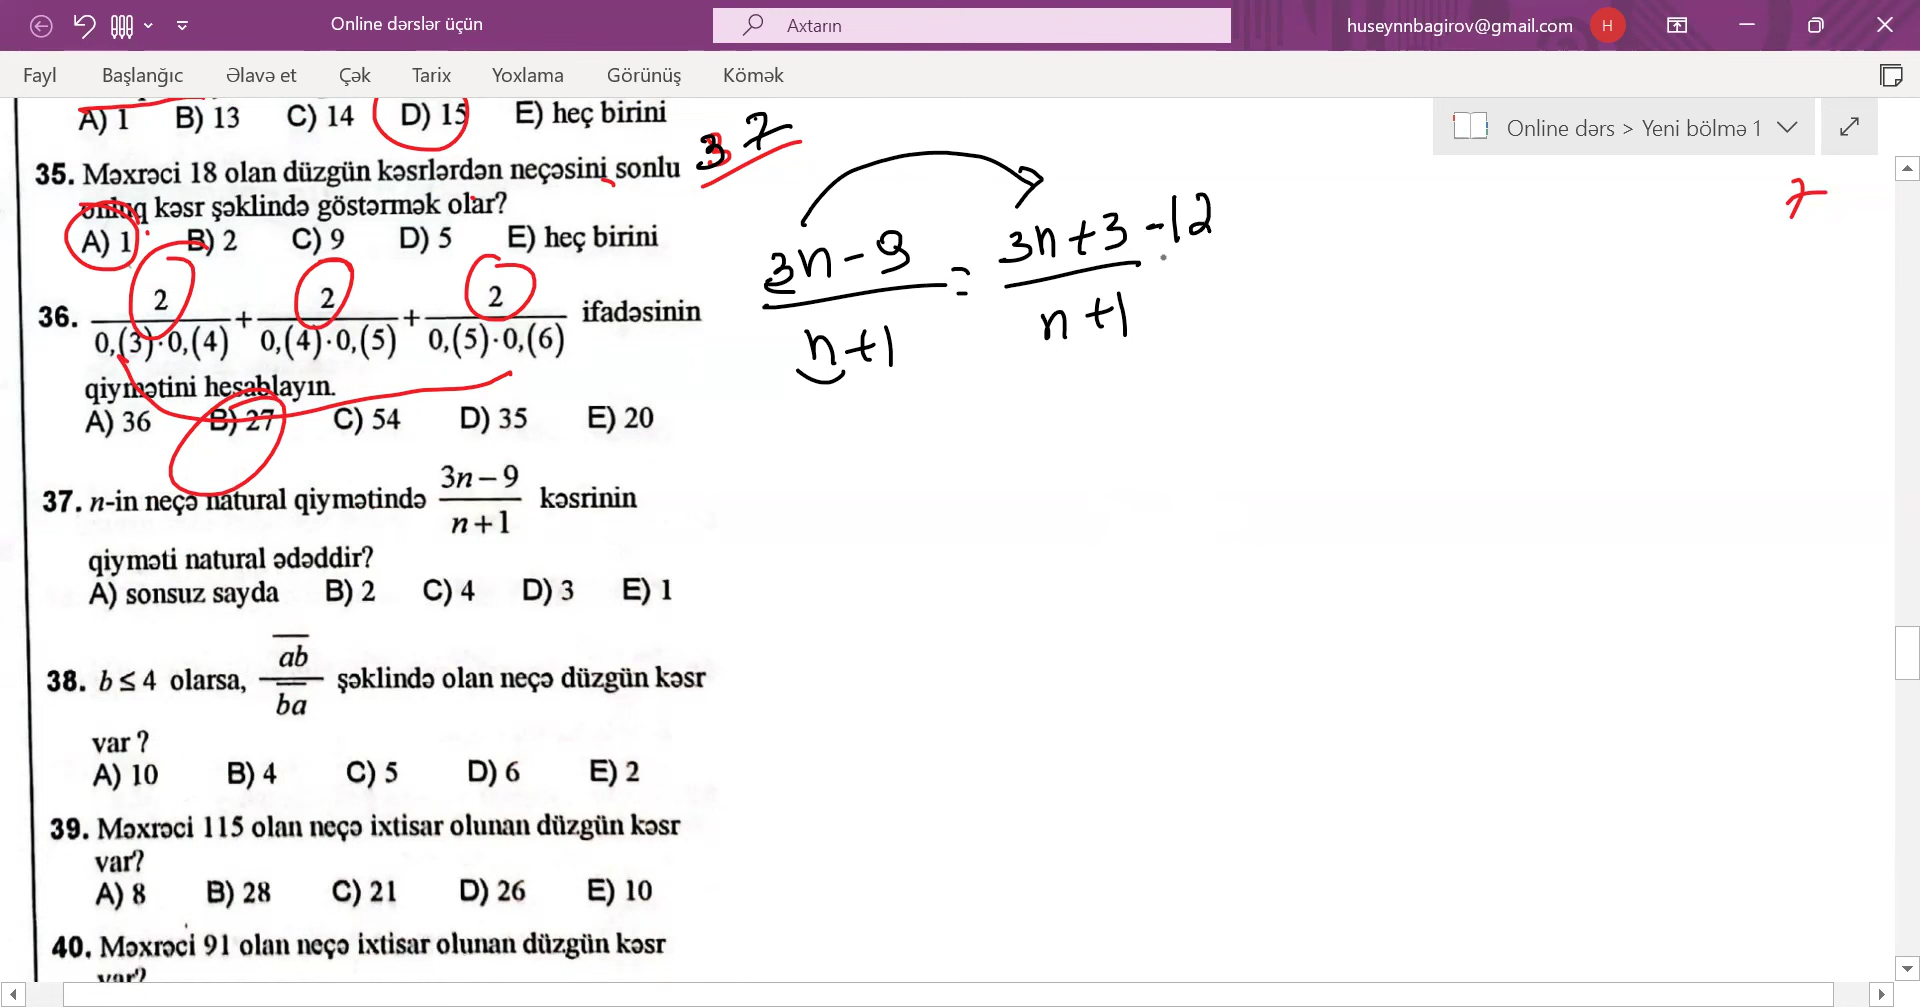 Online dərslər üçün
Axtarın
huseynnbagirov@gmail.com
H
Fayl Başlanğıc Əlavə et Çək Tarix Yoxlama Görünüş Kömək
Online dərs > Yeni bölmə 1
A) 1 B) 13 C) 14 D) 15 E) heç birini
37
35. Məxrəci 18 olan düzgün kəsrlərdən neçəsini sonlu
onluq kəsr şəklində göstərmək olar?
A) 1 B) 2 C) 9 D) 5 E) heç birini
36. 2/(0,(3)·0,(4)) + 2/(0,(4)·0,(5)) + 2/(0,(5)·0,(6)) ifadəsinin
qiymətini hesablayın.
A) 36 B) 27 C) 54 D) 35 E) 20
37. n-in neçə natural qiymətində (3n−9)/(n+1) kəsrinin
qiyməti natural ədəddir?
A) sonsuz sayda B) 2 C) 4 D) 3 E) 1
38. b ≤ 4 olarsa, ab/ba şəklində olan neçə düzgün kəsr
var ?
A) 10 B) 4 C) 5 D) 6 E) 2
39. Məxrəci 115 olan neçə ixtisar olunan düzgün kəsr
var?
A) 8 B) 28 C) 21 D) 26 E) 10
40. Məxrəci 91 olan neçə ixtisar olunan düzgün kəsr
var?
(3n-9)/(n+1) = (3n+3-12)/(n+1)
7